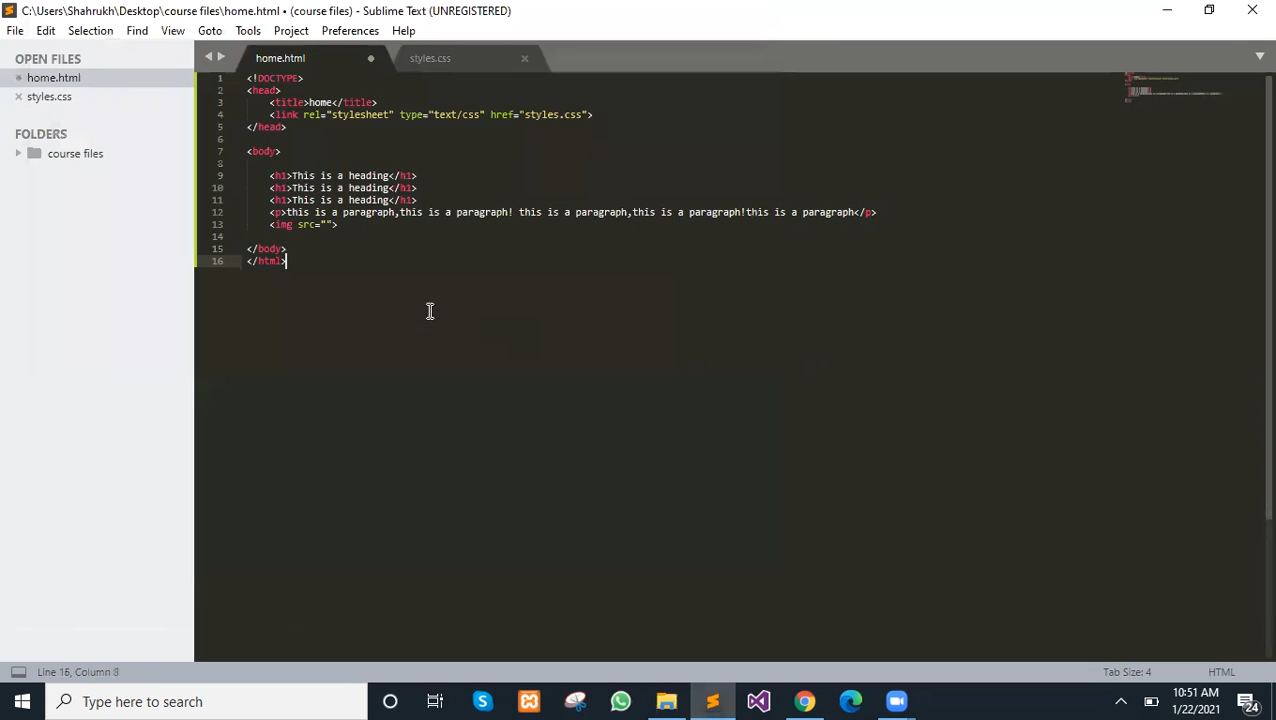 C:\Users\Shahrukh\Desktop\course files\home.html • (course files) - Sublime Text (UNREGISTERED)
File Edit Selection Find View Goto Tools Project Preferences Help
OPEN FILES
home.html
styles.css
FOLDERS
course files
home.html styles.css
1 <!DOCTYPE>
2 <head>
3 <title>home</title>
4 <link rel="stylesheet" type="text/css" href="styles.css">
5 </head>
6
7 <body>
8
9 <h1>This is a heading</h1>
10 <h1>This is a heading</h1>
11 <h1>This is a heading</h1>
12 <p>this is a paragraph,this is a paragraph! this is a paragraph,this is a paragraph!this is a paragraph</p>
13 <img src="">
14
15 </body>
16 </html>
Line 15, Column 8 Tab Size: 4 HTML
Type here to search
10:51 AM
1/22/2021
24